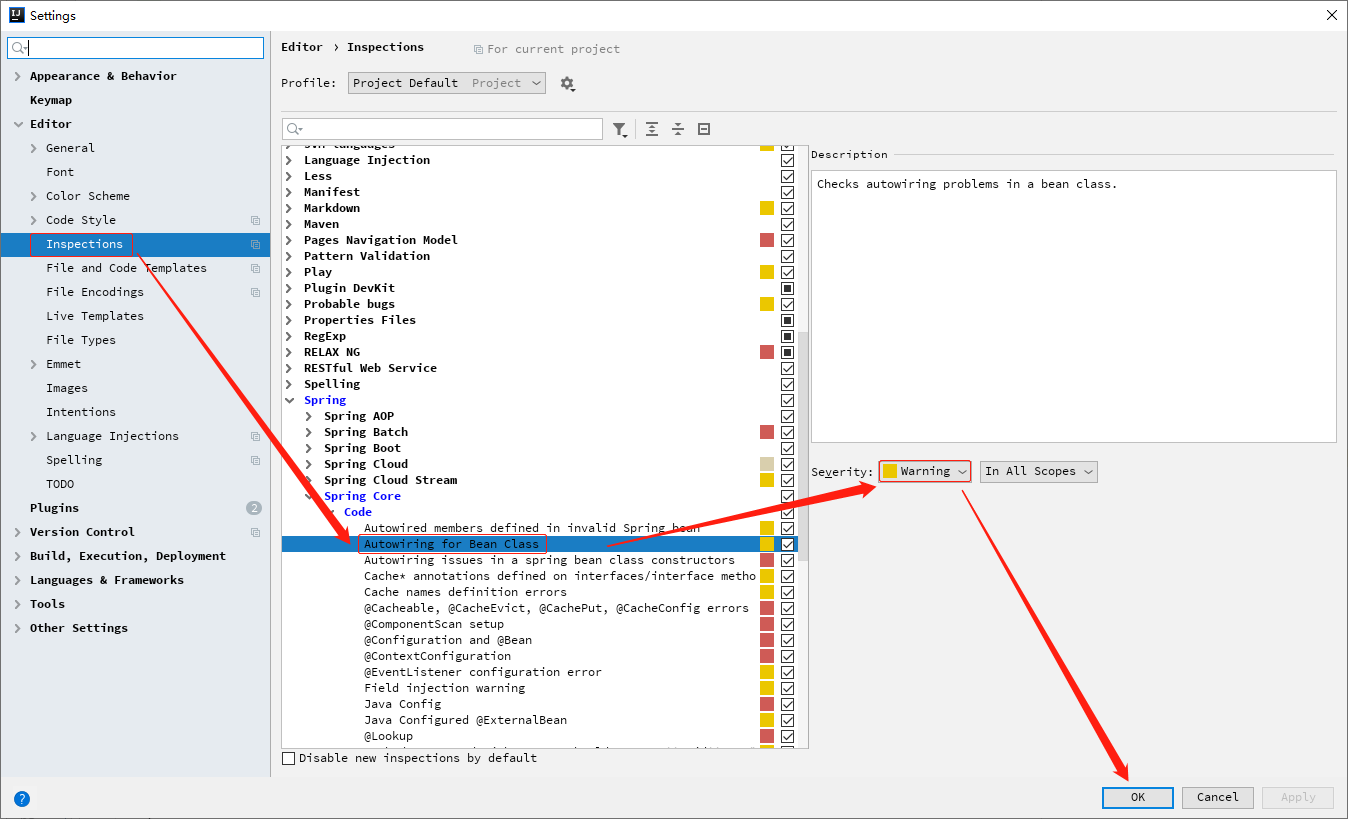 Settings
Appearance & Behavior
Keymap
Editor
General
Font
Color Scheme
Code Style
Inspections
File and Code Templates
File Encodings
Live Templates
File Types
Emmet
Images
Intentions
Language Injections
Spelling
TODO
Plugins 2
Version Control
Build, Execution, Deployment
Languages & Frameworks
Tools
Other Settings
?
Editor › Inspections For current project
Profile: Project Default Project
Language Injection
Less
Manifest
Markdown
Maven
Pages Navigation Model
Pattern Validation
Play
Plugin DevKit
Probable bugs
Properties Files
RegExp
RELAX NG
RESTful Web Service
Spelling
Spring
Spring AOP
Spring Batch
Spring Boot
Spring Cloud
Spring Cloud Stream
Spring Core
Code
Autowired members defined in invalid Spring bean
Autowiring for Bean Class
Autowiring issues in a spring bean class constructors
Cache* annotations defined on interfaces/interface metho
Cache names definition errors
@Cacheable, @CacheEvict, @CachePut, @CacheConfig errors
@ComponentScan setup
@Configuration and @Bean
@ContextConfiguration
@EventListener configuration error
Field injection warning
Java Config
Java Configured @ExternalBean
@Lookup
Disable new inspections by default
Description
Checks autowiring problems in a bean class.
Severity: Warning In All Scopes
OK Cancel Apply